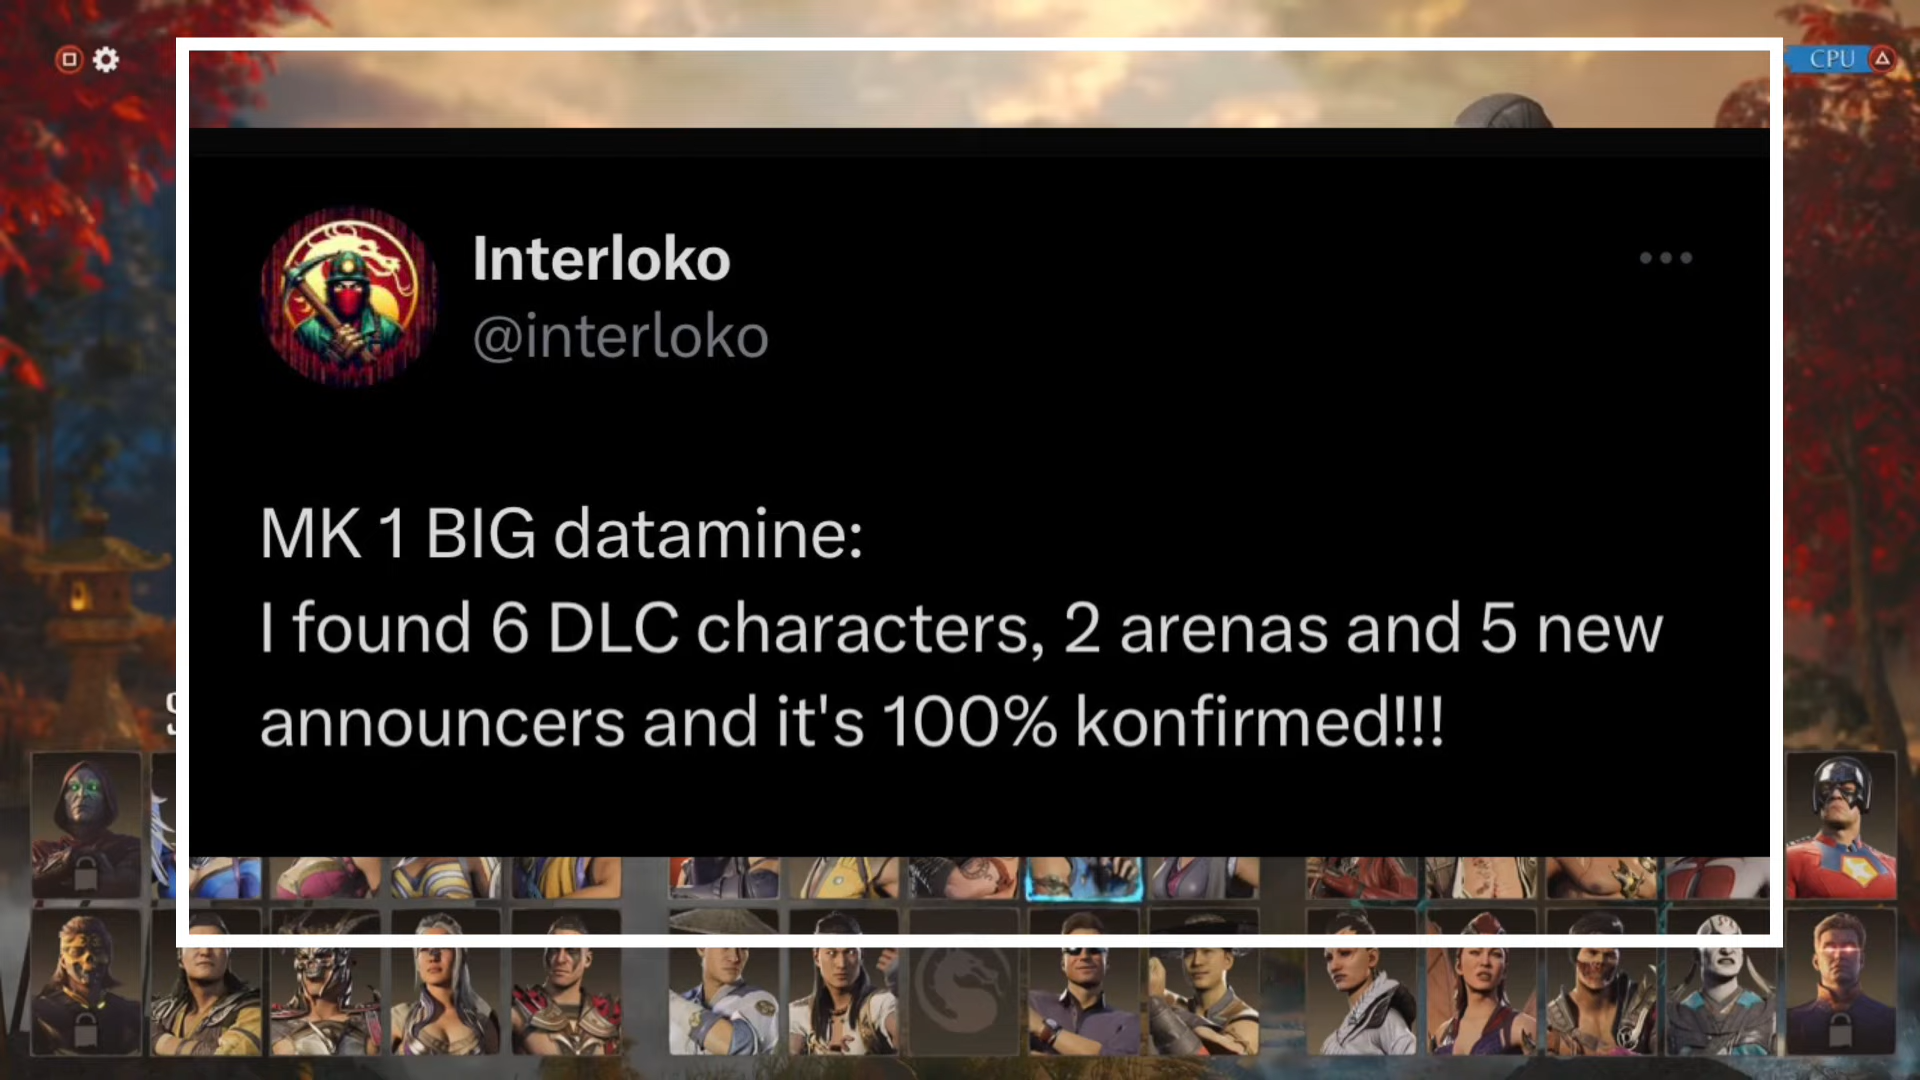 CPU
Interloko
@interloko
MK 1 BIG datamine:
I found 6 DLC characters, 2 arenas and 5 new
announcers and it's 100% konfirmed!!!
S